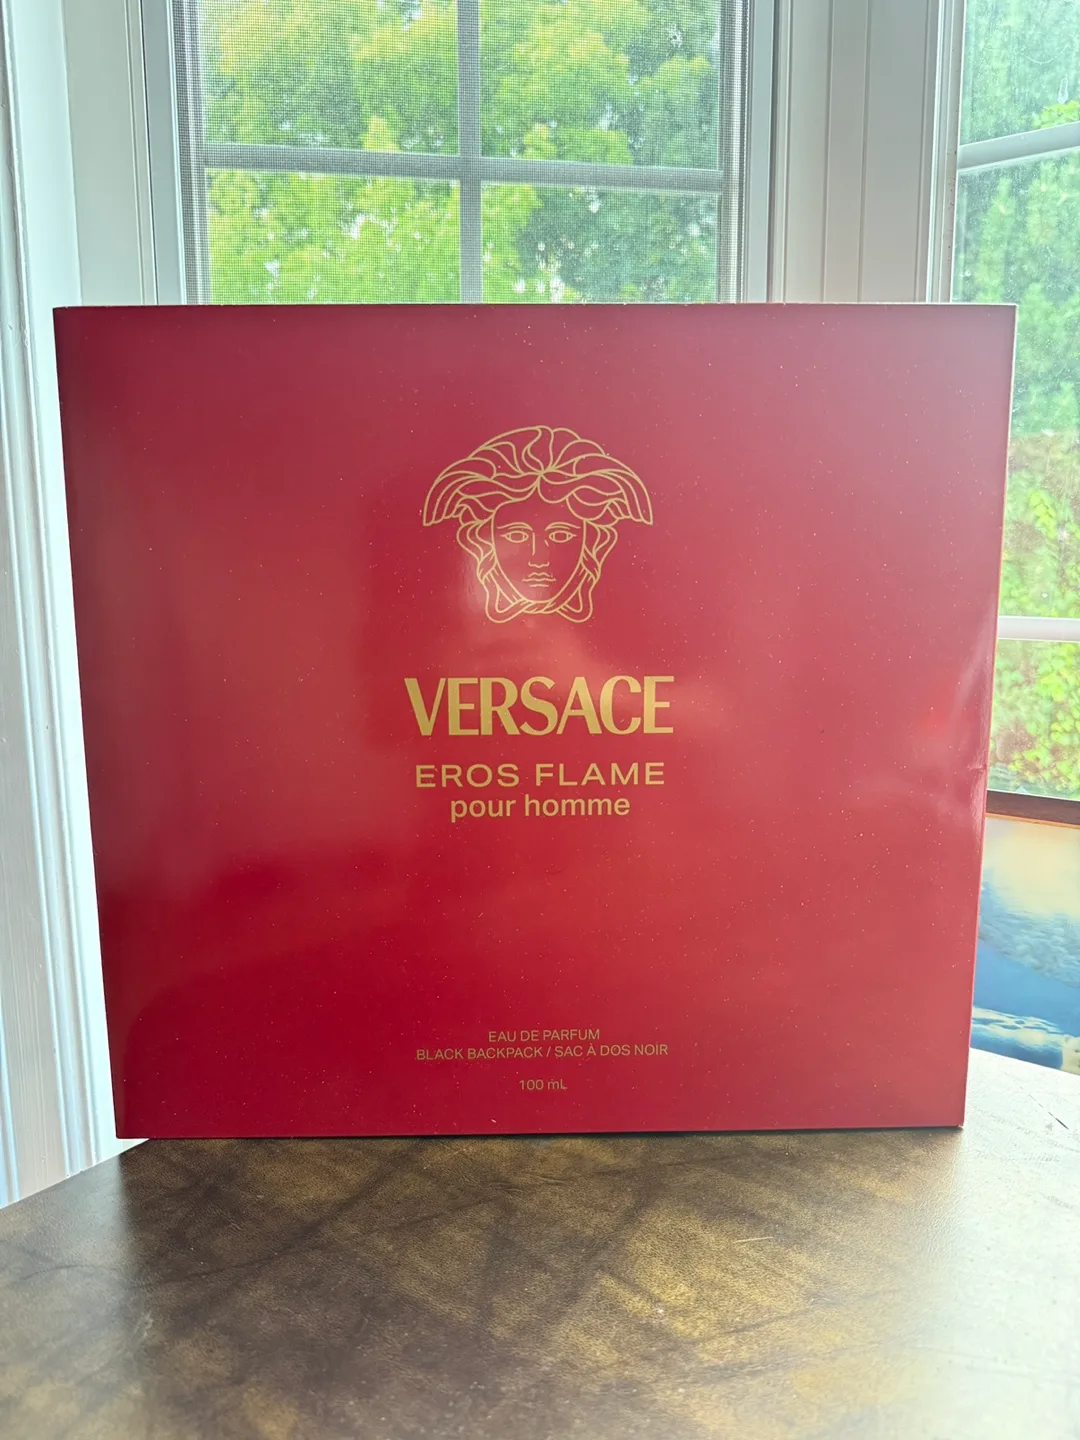 VERSACE
EROS FLAME
pour homme
EAU DE PARFUM
BLACK BACKPACK / SAC À DOS NOIR
100 mL